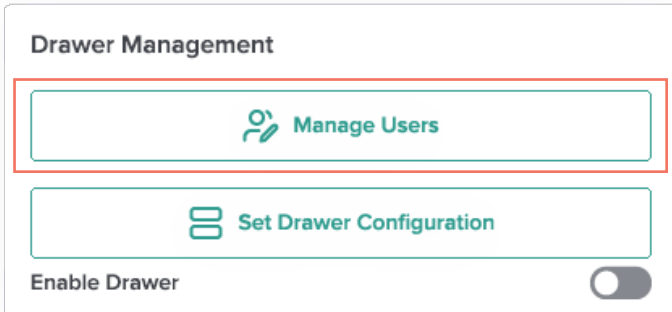 Drawer Management
Manage Users
Set Drawer Configuration
Enable Drawer